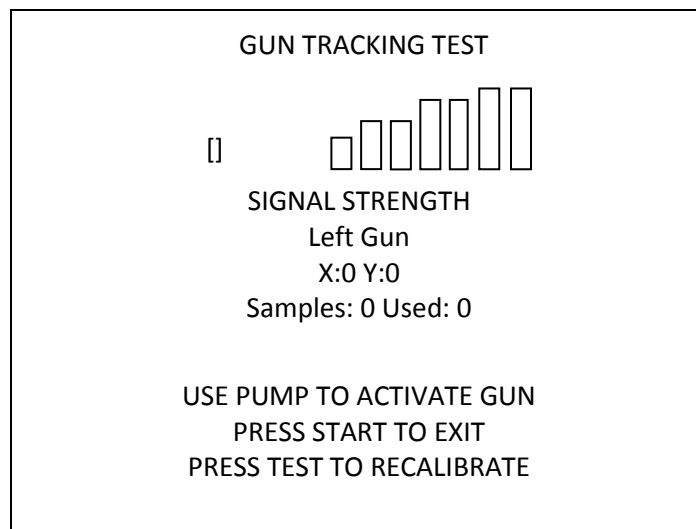 GUN TRACKING TEST
[]
SIGNAL STRENGTH
Left Gun
X:0 Y:0
Samples: 0 Used: 0
USE PUMP TO ACTIVATE GUN
PRESS START TO EXIT
PRESS TEST TO RECALIBRATE